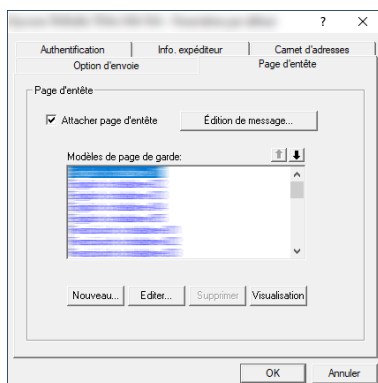 ?
Authentification Info. expéditeur Carnet d'adresses
Option d'envoie Page d'entête
Page d'entête
Attacher page d'entête Édition de message...
Modèles de page de garde:
Nouveau... Editer... Supprimer Visualisation
OK Annuler